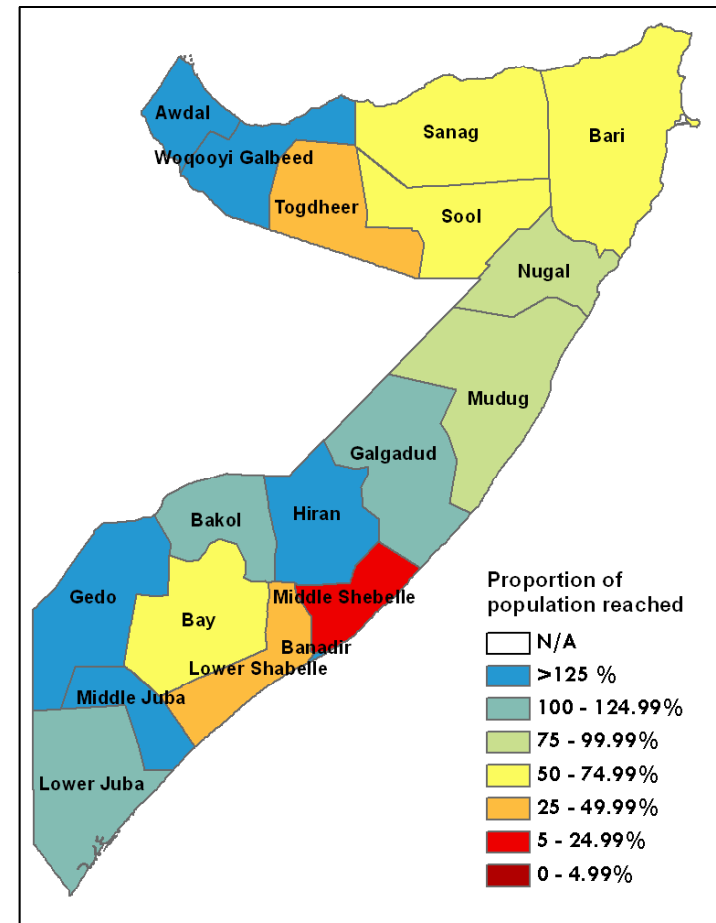 Awdal
Sanag
Bari
Woqooyi Galbeed
Togdheer
Sool
Nugal
Mudug
Galgadud
Hiran
Bakol
Gedo
Bay
Middle Shebelle
Banadir
Lower Shabelle
Middle Juba
Lower Juba
Proportion of
population reached
N/A
>125 %
100 - 124.99%
75 - 99.99%
50 - 74.99%
25 - 49.99%
5 - 24.99%
0 - 4.99%